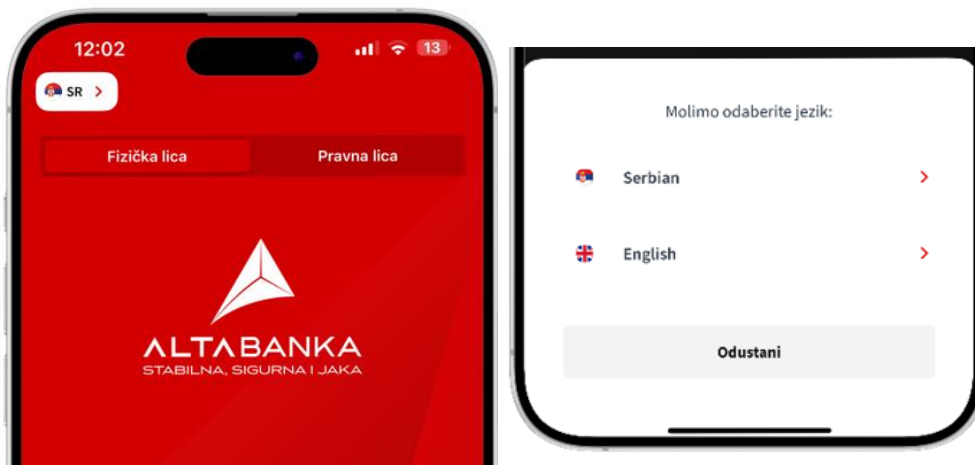 12:02
13
SR
Fizička lica
Pravna lica
ALTABANKA
STABILNA, SIGURNA I JAKA
Molimo odaberite jezik:
Serbian
English
Odustani